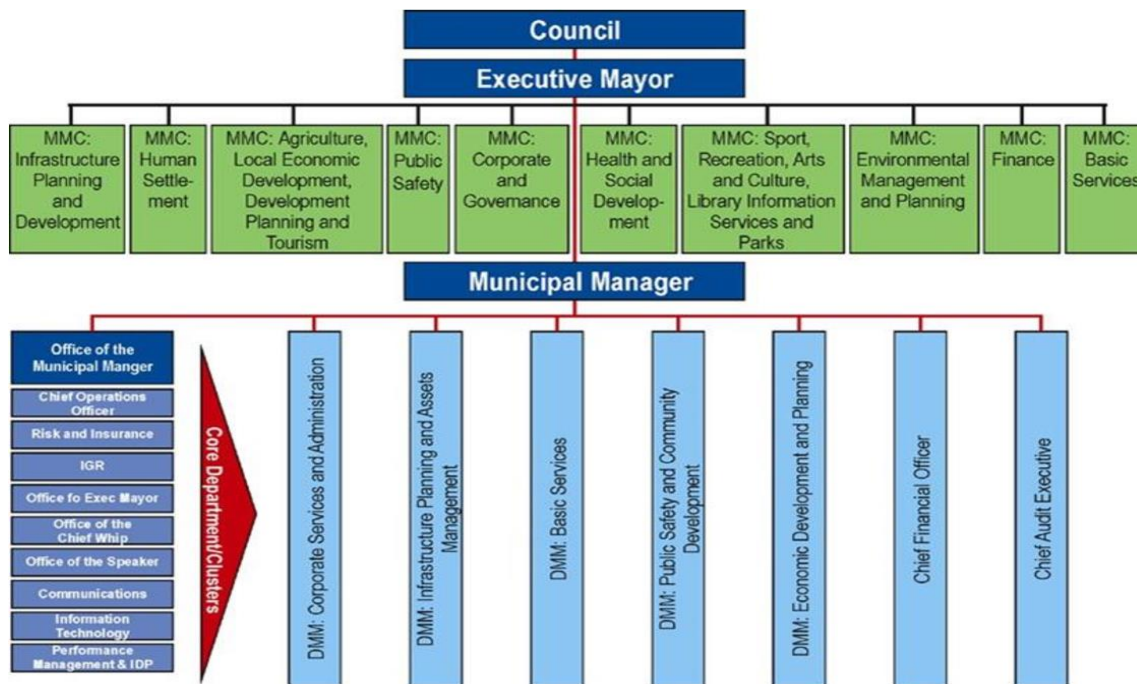 Council
Executive Mayor
MMC:
Infrastructure
Planning
and
Development
MMC:
Human
Settle-
ment
MMC: Agriculture,
Local Economic
Development,
Development
Planning and
Tourism
MMC:
Public
Safety
MMC:
Corporate
and
Governance
MMC:
Health and
Social
Develop-
ment
MMC: Sport,
Recreation, Arts
and Culture,
Library Information
Services and
Parks
MMC:
Environmental
Management
and Planning
MMC:
Finance
MMC:
Basic
Services
Municipal Manager
Office of the
Municipal Manger
Chief Operations
Officer
Risk and Insurance
IGR
Office fo Exec Mayor
Office of the
Chief Whip
Office of the Speaker
Communications
Information
Technology
Performance
Management & IDP
Core Department/Clusters
DMM: Corporate Services and Administration
DMM: Infrastructure Planning and Assets
Management
DMM: Basic Services
DMM: Public Safety and Community
Development
DMM: Economic Development and Planning
Chief Financial Officer
Chief Audit Executive